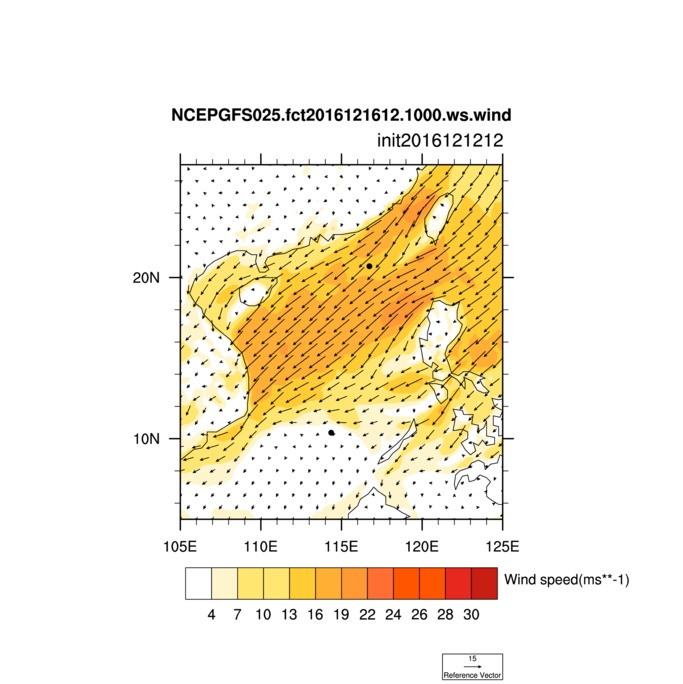 NCEPGFS025.fct2016121612.1000.ws.wind
init2016121212
20N
10N
105E 110E 115E 120E 125E
Wind speed(ms**-1)
4 7 10 13 16 19 22 24 26 28 30
15
Reference Vector